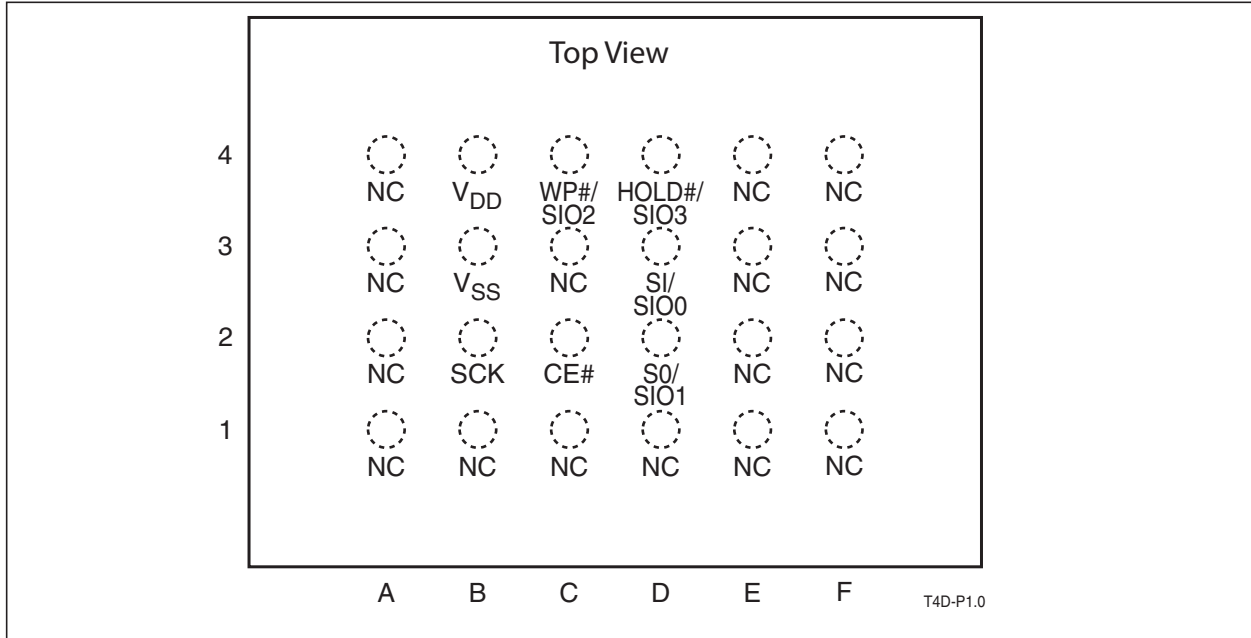 Top View
4
NC VDD WP#/ HOLD#/ NC NC
SIO2 SIO3
3
NC VSS NC SI/ NC NC
SIO0
2
NC SCK CE# S0/ NC NC
SIO1
1
NC NC NC NC NC NC
A B C D E F
T4D-P1.0